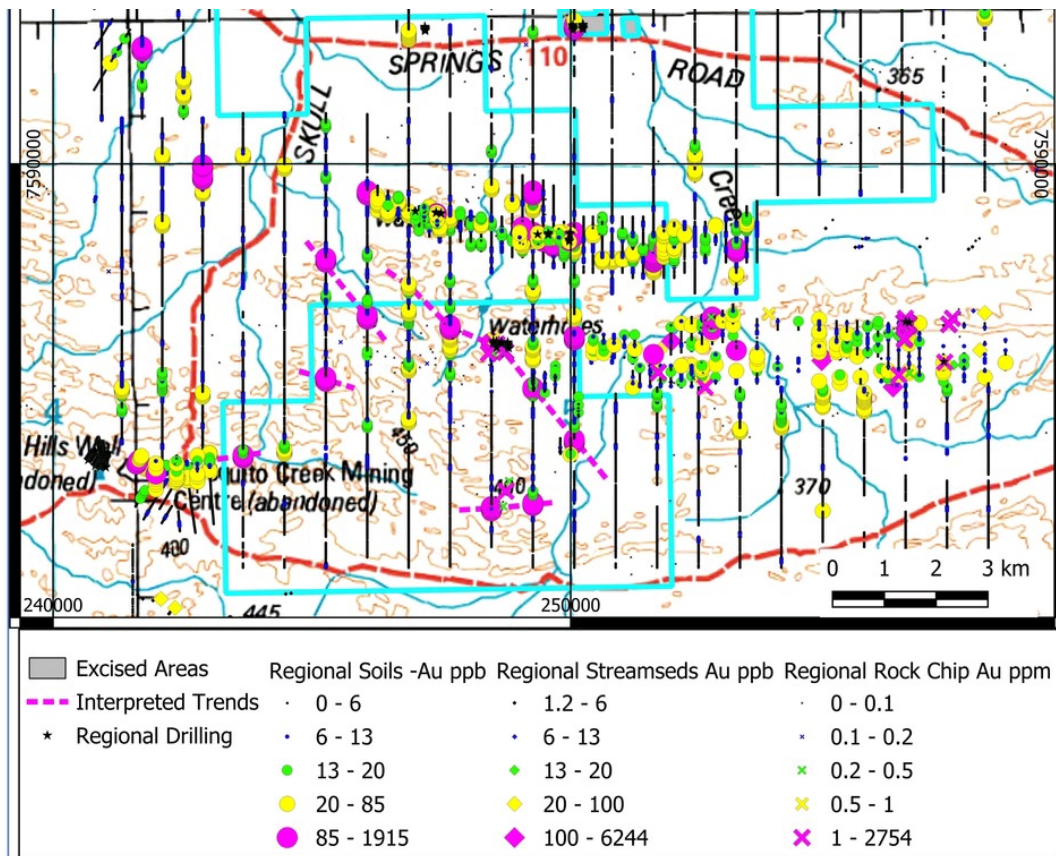 SPRINGS
110
ROAD
365
SKULL
7590000
7590000
Cree
Wa
Waterholes
4
450
Hills Well
doned)
uito Creek Mining
Centre (abandoned)
400
370
400
0 1 2 3 km
240000
445
250000
Excised Areas
Interpreted Trends
Regional Drilling
Regional Soils -Au ppb
0 - 6
6 - 13
13 - 20
20 - 85
85 - 1915
Regional Streamseds Au ppb
1.2 - 6
6 - 13
13 - 20
20 - 100
100 - 6244
Regional Rock Chip Au ppm
0 - 0.1
0.1 - 0.2
0.2 - 0.5
0.5 - 1
1 - 2754